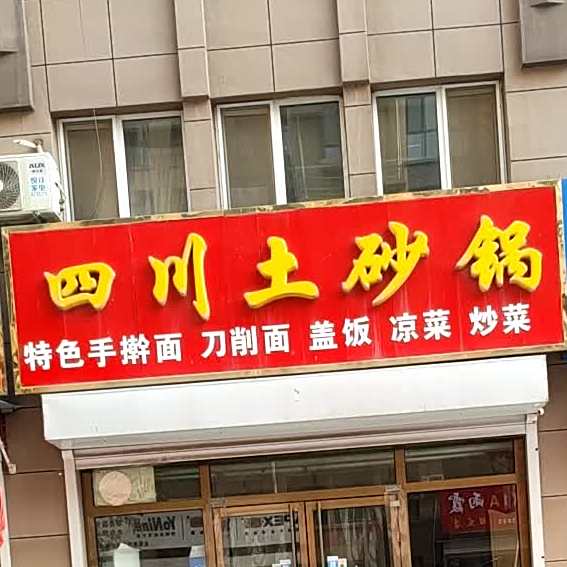 四川土砂锅
特色手擀面 刀削面 盖饭 凉菜 炒菜